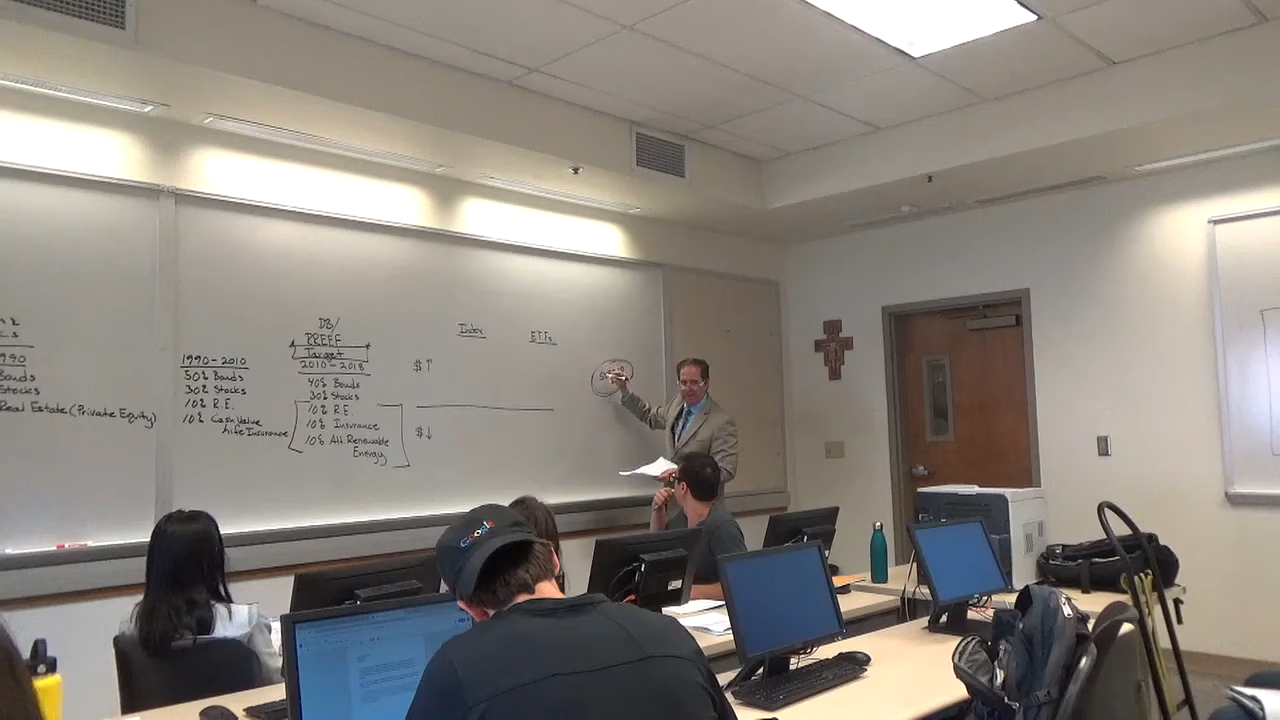 1990
Bonds
Stocks
Real Estate (Private Equity)
1990-2010
50% Bonds
30% Stocks
10% R.E.
10% Cash Value
Life Insurance
DB/
RREEF
Target
2010-2018
40% Bonds
30% Stocks
10% R.E.
10% Insurance
10% Alt. Renewable
Energy
$↑
$↓
Index
ETFs
Google